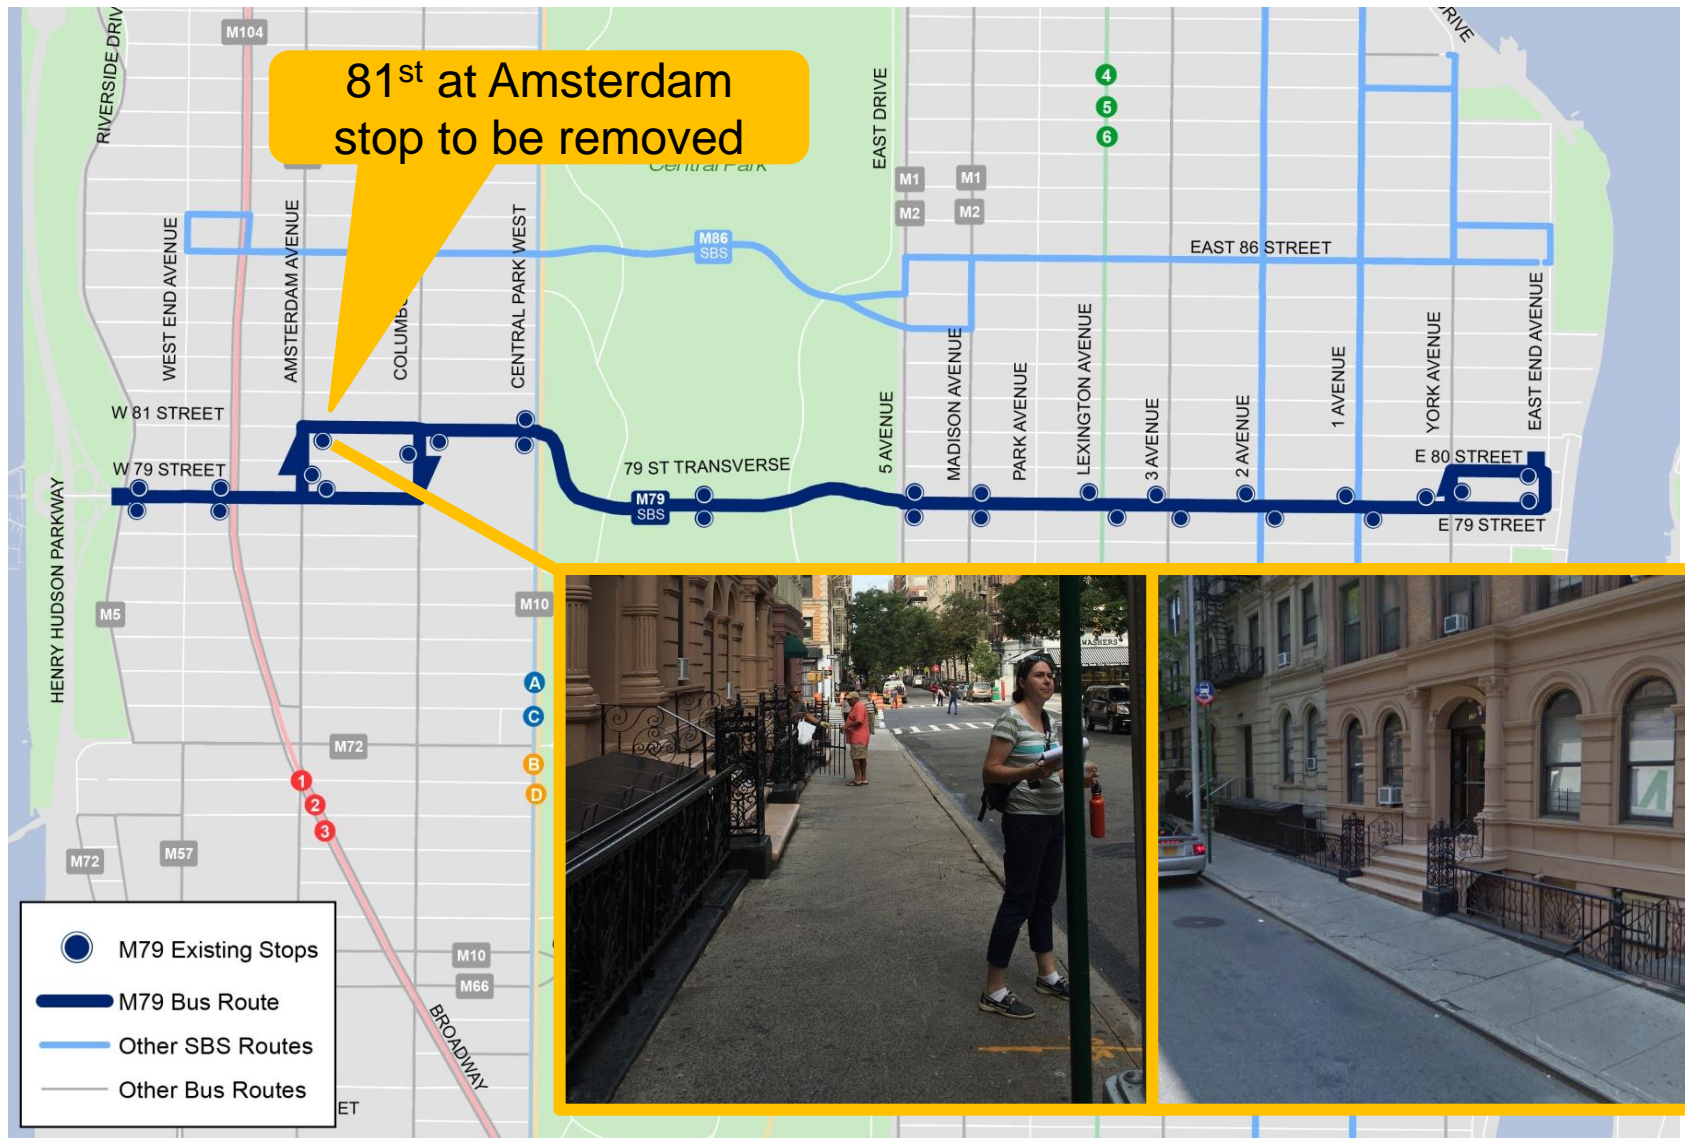 81st at Amsterdam
stop to be removed
RIVERSIDE DRIV
M104
Central Park
EAST DRIVE
4
5
6
DRIVE
M1
M1
M2
M2
WEST END AVENUE
AMSTERDAM AVENUE
COLUMB
CENTRAL PARK WEST
M86
SBS
EAST 86 STREET
5 AVENUE
MADISON AVENUE
PARK AVENUE
LEXINGTON AVENUE
3 AVENUE
2 AVENUE
1 AVENUE
YORK AVENUE
EAST END AVENUE
W 81 STREET
W 79 STREET
79 ST TRANSVERSE
M79
SBS
E 80 STREET
E 79 STREET
HENRY HUDSON PARKWAY
M5
M10
A
C
B
D
M72
1
2
3
M72
M57
M10
M66
BROADWAY
WASHERS
M79 Existing Stops
M79 Bus Route
Other SBS Routes
Other Bus Routes
ET